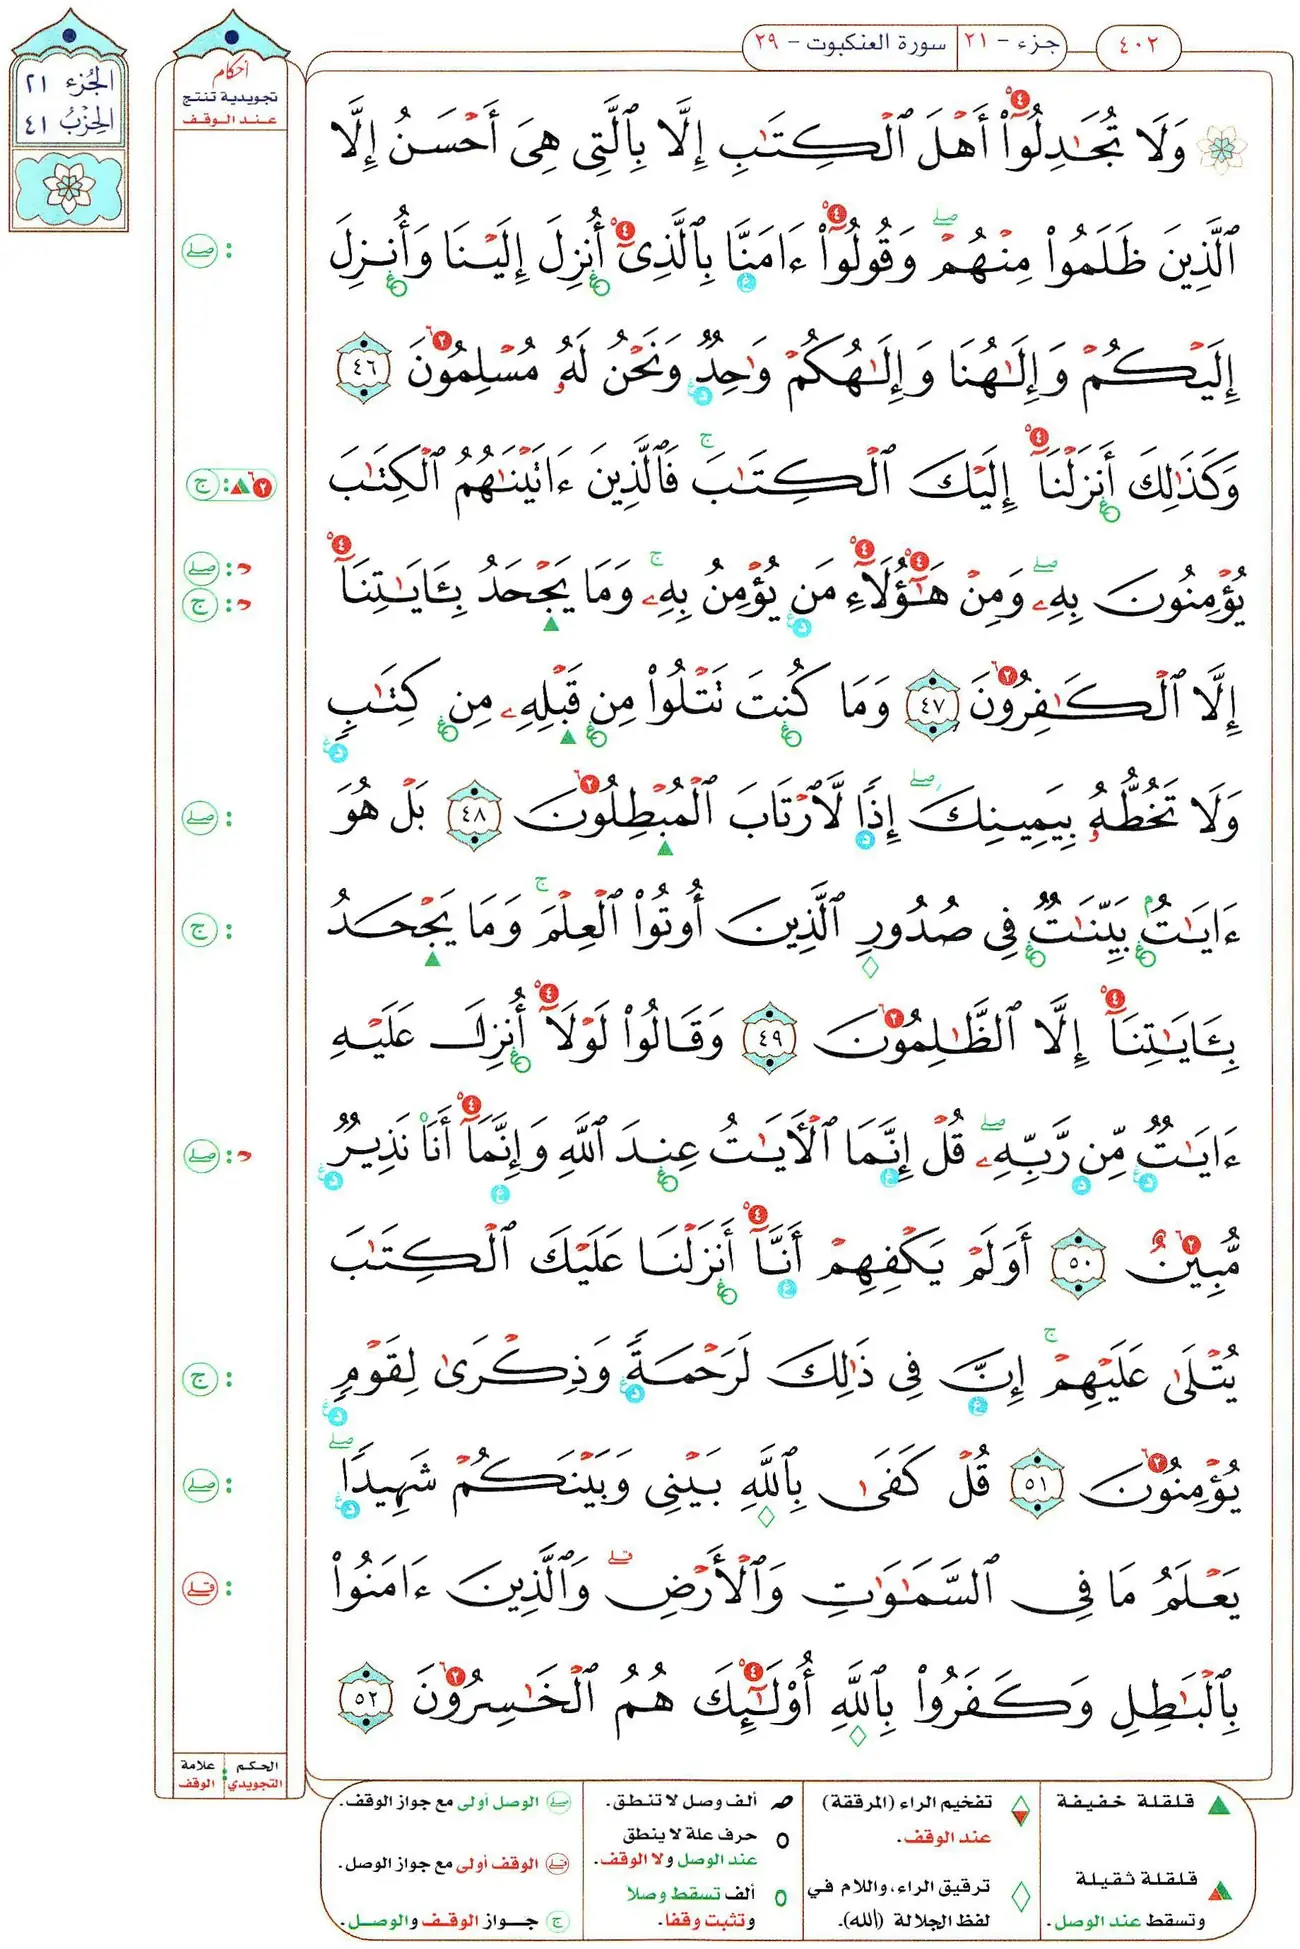 ٤٠٢
جزء - ٢١
سورة العنكبوت - ٢٩
الجُزء ٢١
الحِزْبُ ٤١
أحكام
تجويدية تنتج
عند الوقف
وَلَا تُجَٰدِلُوٓا۟ أَهْلَ ٱلْكِتَٰبِ إِلَّا بِٱلَّتِى هِىَ أَحْسَنُ إِلَّا
ٱلَّذِينَ ظَلَمُوا۟ مِنْهُمْ ۖ وَقُولُوٓا۟ ءَامَنَّا بِٱلَّذِىٓ أُنزِلَ إِلَيْنَا وَأُنزِلَ
إِلَيْكُمْ وَإِلَٰهُنَا وَإِلَٰهُكُمْ وَٰحِدٌ وَنَحْنُ لَهُۥ مُسْلِمُونَ ٤٦
وَكَذَٰلِكَ أَنزَلْنَآ إِلَيْكَ ٱلْكِتَٰبَ ۚ فَٱلَّذِينَ ءَاتَيْنَٰهُمُ ٱلْكِتَٰبَ
يُؤْمِنُونَ بِهِۦ ۖ وَمِنْ هَٰٓؤُلَآءِ مَن يُؤْمِنُ بِهِۦ ۚ وَمَا يَجْحَدُ بِـَٔايَٰتِنَآ
إِلَّا ٱلْكَٰفِرُونَ ٤٧ وَمَا كُنتَ تَتْلُوا۟ مِن قَبْلِهِۦ مِن كِتَٰبٍ
وَلَا تَخُطُّهُۥ بِيَمِينِكَ ۖ إِذًا لَّٱرْتَابَ ٱلْمُبْطِلُونَ ٤٨ بَلْ هُوَ
ءَايَٰتٌۢ بَيِّنَٰتٌ فِى صُدُورِ ٱلَّذِينَ أُوتُوا۟ ٱلْعِلْمَ ۚ وَمَا يَجْحَدُ
بِـَٔايَٰتِنَآ إِلَّا ٱلظَّٰلِمُونَ ٤٩ وَقَالُوا۟ لَوْلَآ أُنزِلَ عَلَيْهِ
ءَايَٰتٌ مِّن رَّبِّهِۦ ۖ قُلْ إِنَّمَا ٱلْأَيَٰتُ عِندَ ٱللَّهِ وَإِنَّمَآ أَنَا۠ نَذِيرٌ
مُّبِينٌ ٥٠ أَوَلَمْ يَكْفِهِمْ أَنَّآ أَنزَلْنَا عَلَيْكَ ٱلْكِتَٰبَ
يُتْلَىٰ عَلَيْهِمْ ۚ إِنَّ فِى ذَٰلِكَ لَرَحْمَةً وَذِكْرَىٰ لِقَوْمٍ
يُؤْمِنُونَ ٥١ قُلْ كَفَىٰ بِٱللَّهِ بَيْنِى وَبَيْنَكُمْ شَهِيدًا ۖ
يَعْلَمُ مَا فِى ٱلسَّمَٰوَٰتِ وَٱلْأَرْضِ ۗ وَٱلَّذِينَ ءَامَنُوا۟
بِٱلْبَٰطِلِ وَكَفَرُوا۟ بِٱللَّهِ أُو۟لَٰٓئِكَ هُمُ ٱلْخَٰسِرُونَ ٥٢
الحكم التجويدي
علامة الوقف
قلقلة خفيفة
قلقلة ثقيلة
وتسقط عند الوصل.
تفخيم الراء (المرققة)
عند الوقف.
ترقيق الراء، واللام في
لفظ الجلالة (الله).
ألف وصل لا تنطق.
حرف علة لا ينطق
عند الوصل ولا الوقف.
ألف تسقط وصلا
وتثبت وقفا.
صلے الوصل أولى مع جواز الوقف.
قلے الوقف أولى مع جواز الوصل.
ج جواز الوقف والوصل.